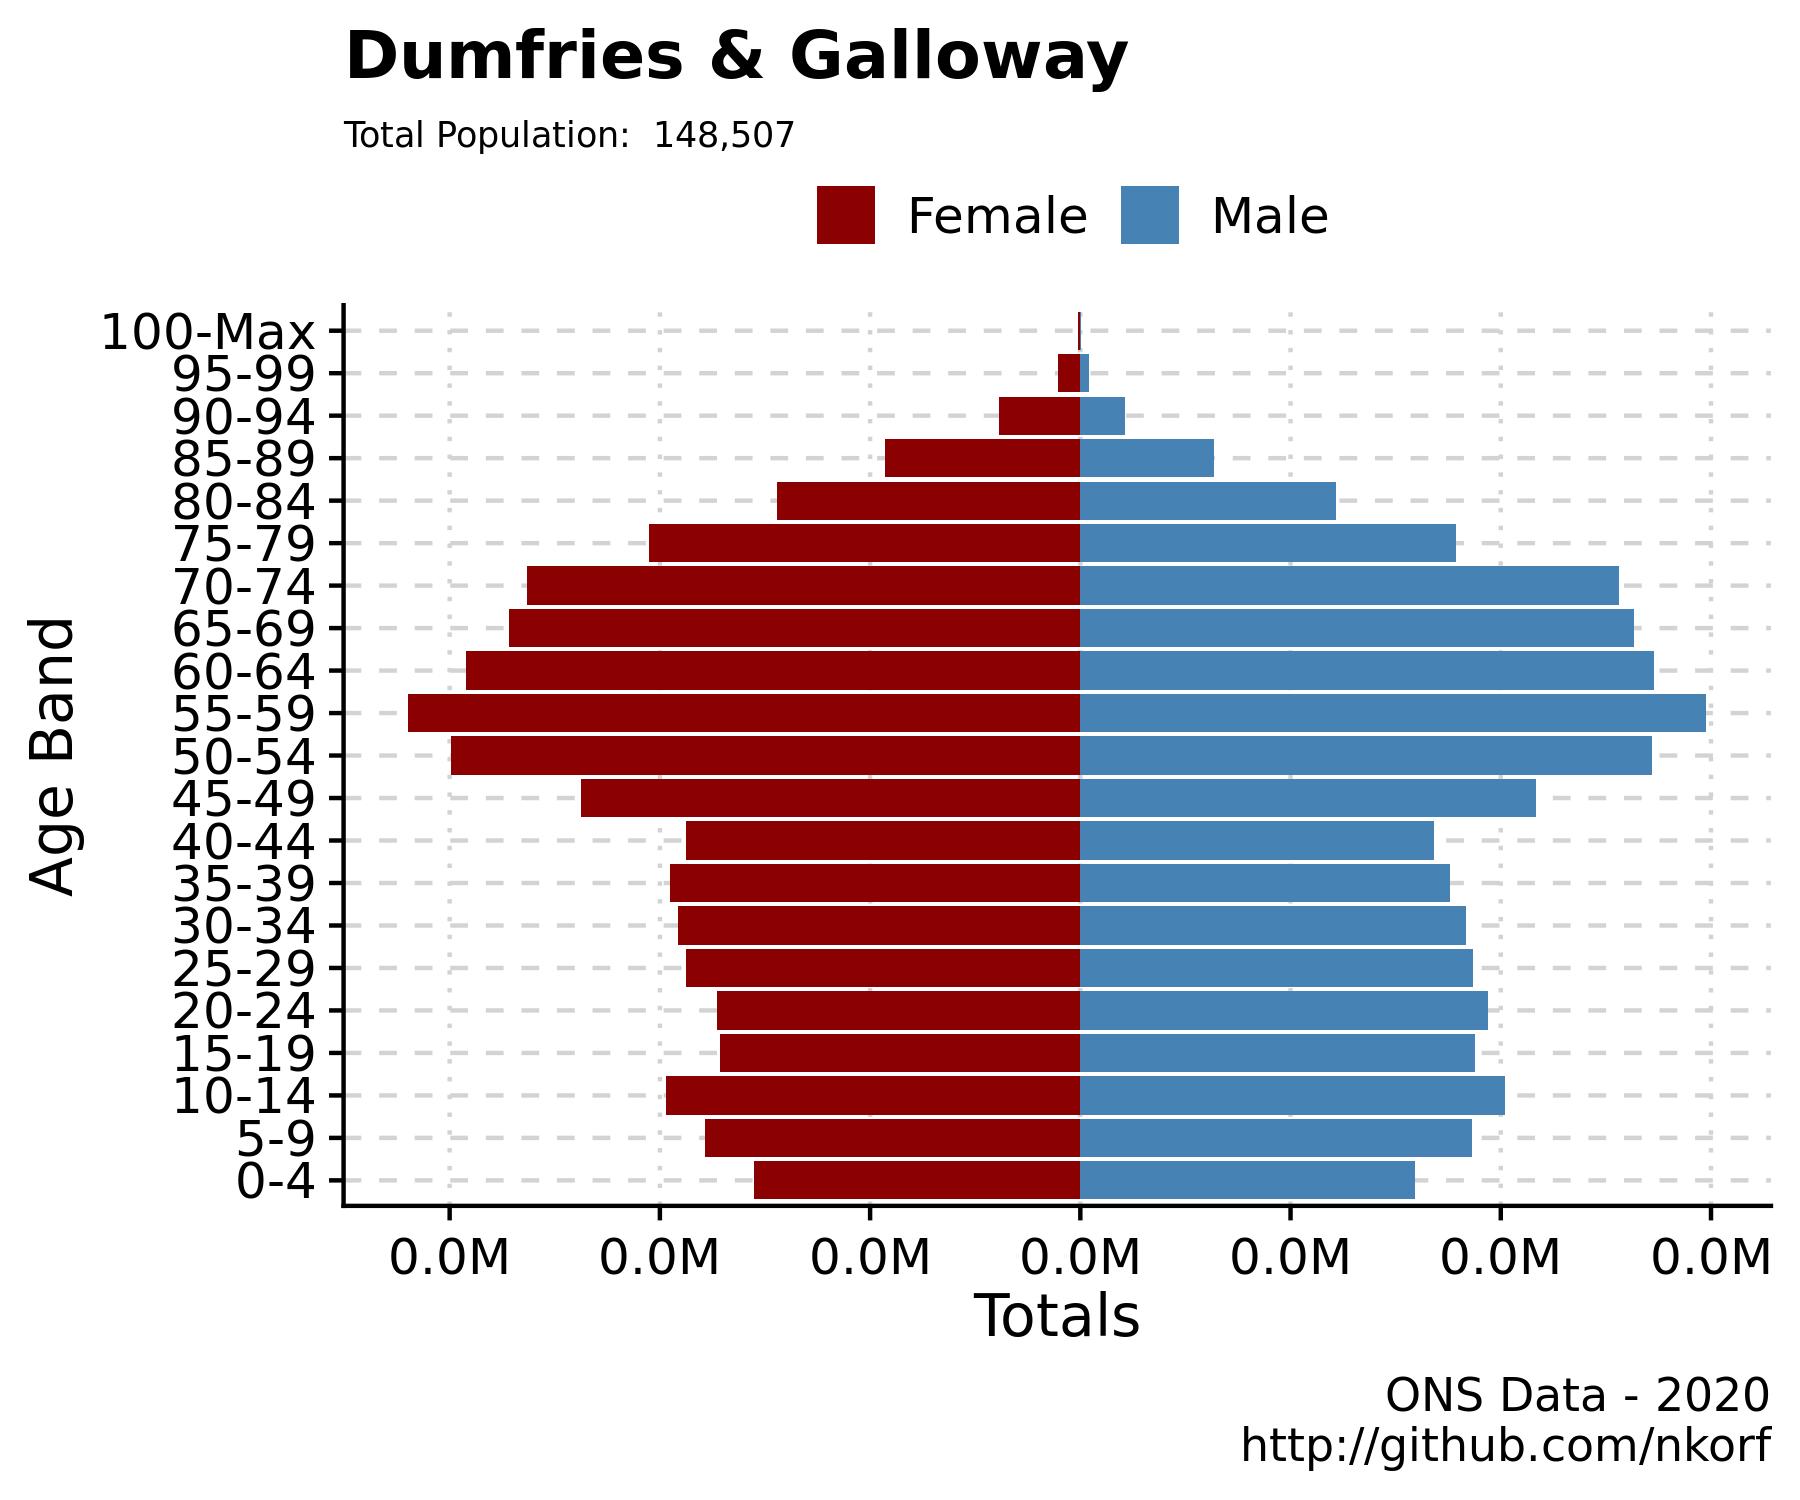 Dumfries & Galloway
Total Population:  148,507
Female Male
100-Max
95-99
90-94
85-89
80-84
75-79
70-74
65-69
60-64
55-59
50-54
45-49
40-44
35-39
30-34
25-29
20-24
15-19
10-14
5-9
0-4
Age Band
0.0M 0.0M 0.0M 0.0M 0.0M 0.0M 0.0M
Totals
ONS Data - 2020
http://github.com/nkorf